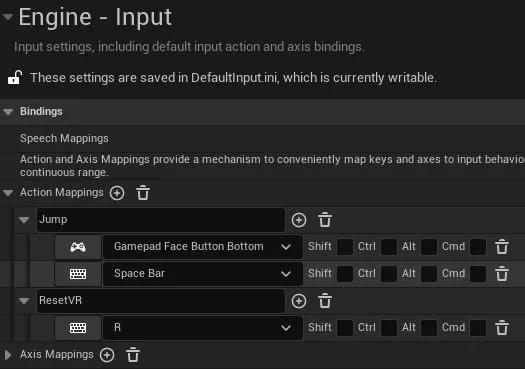 Engine - Input
Input settings, including default input action and axis bindings.
These settings are saved in DefaultInput.ini, which is currently writable.
Bindings
Speech Mappings
Action and Axis Mappings provide a mechanism to conveniently map keys and axes to input behavio
continuous range.
Action Mappings
Jump
Gamepad Face Button Bottom Shift Ctrl Alt Cmd
Space Bar Shift Ctrl Alt Cmd
ResetVR
R Shift Ctrl Alt Cmd
Axis Mappings